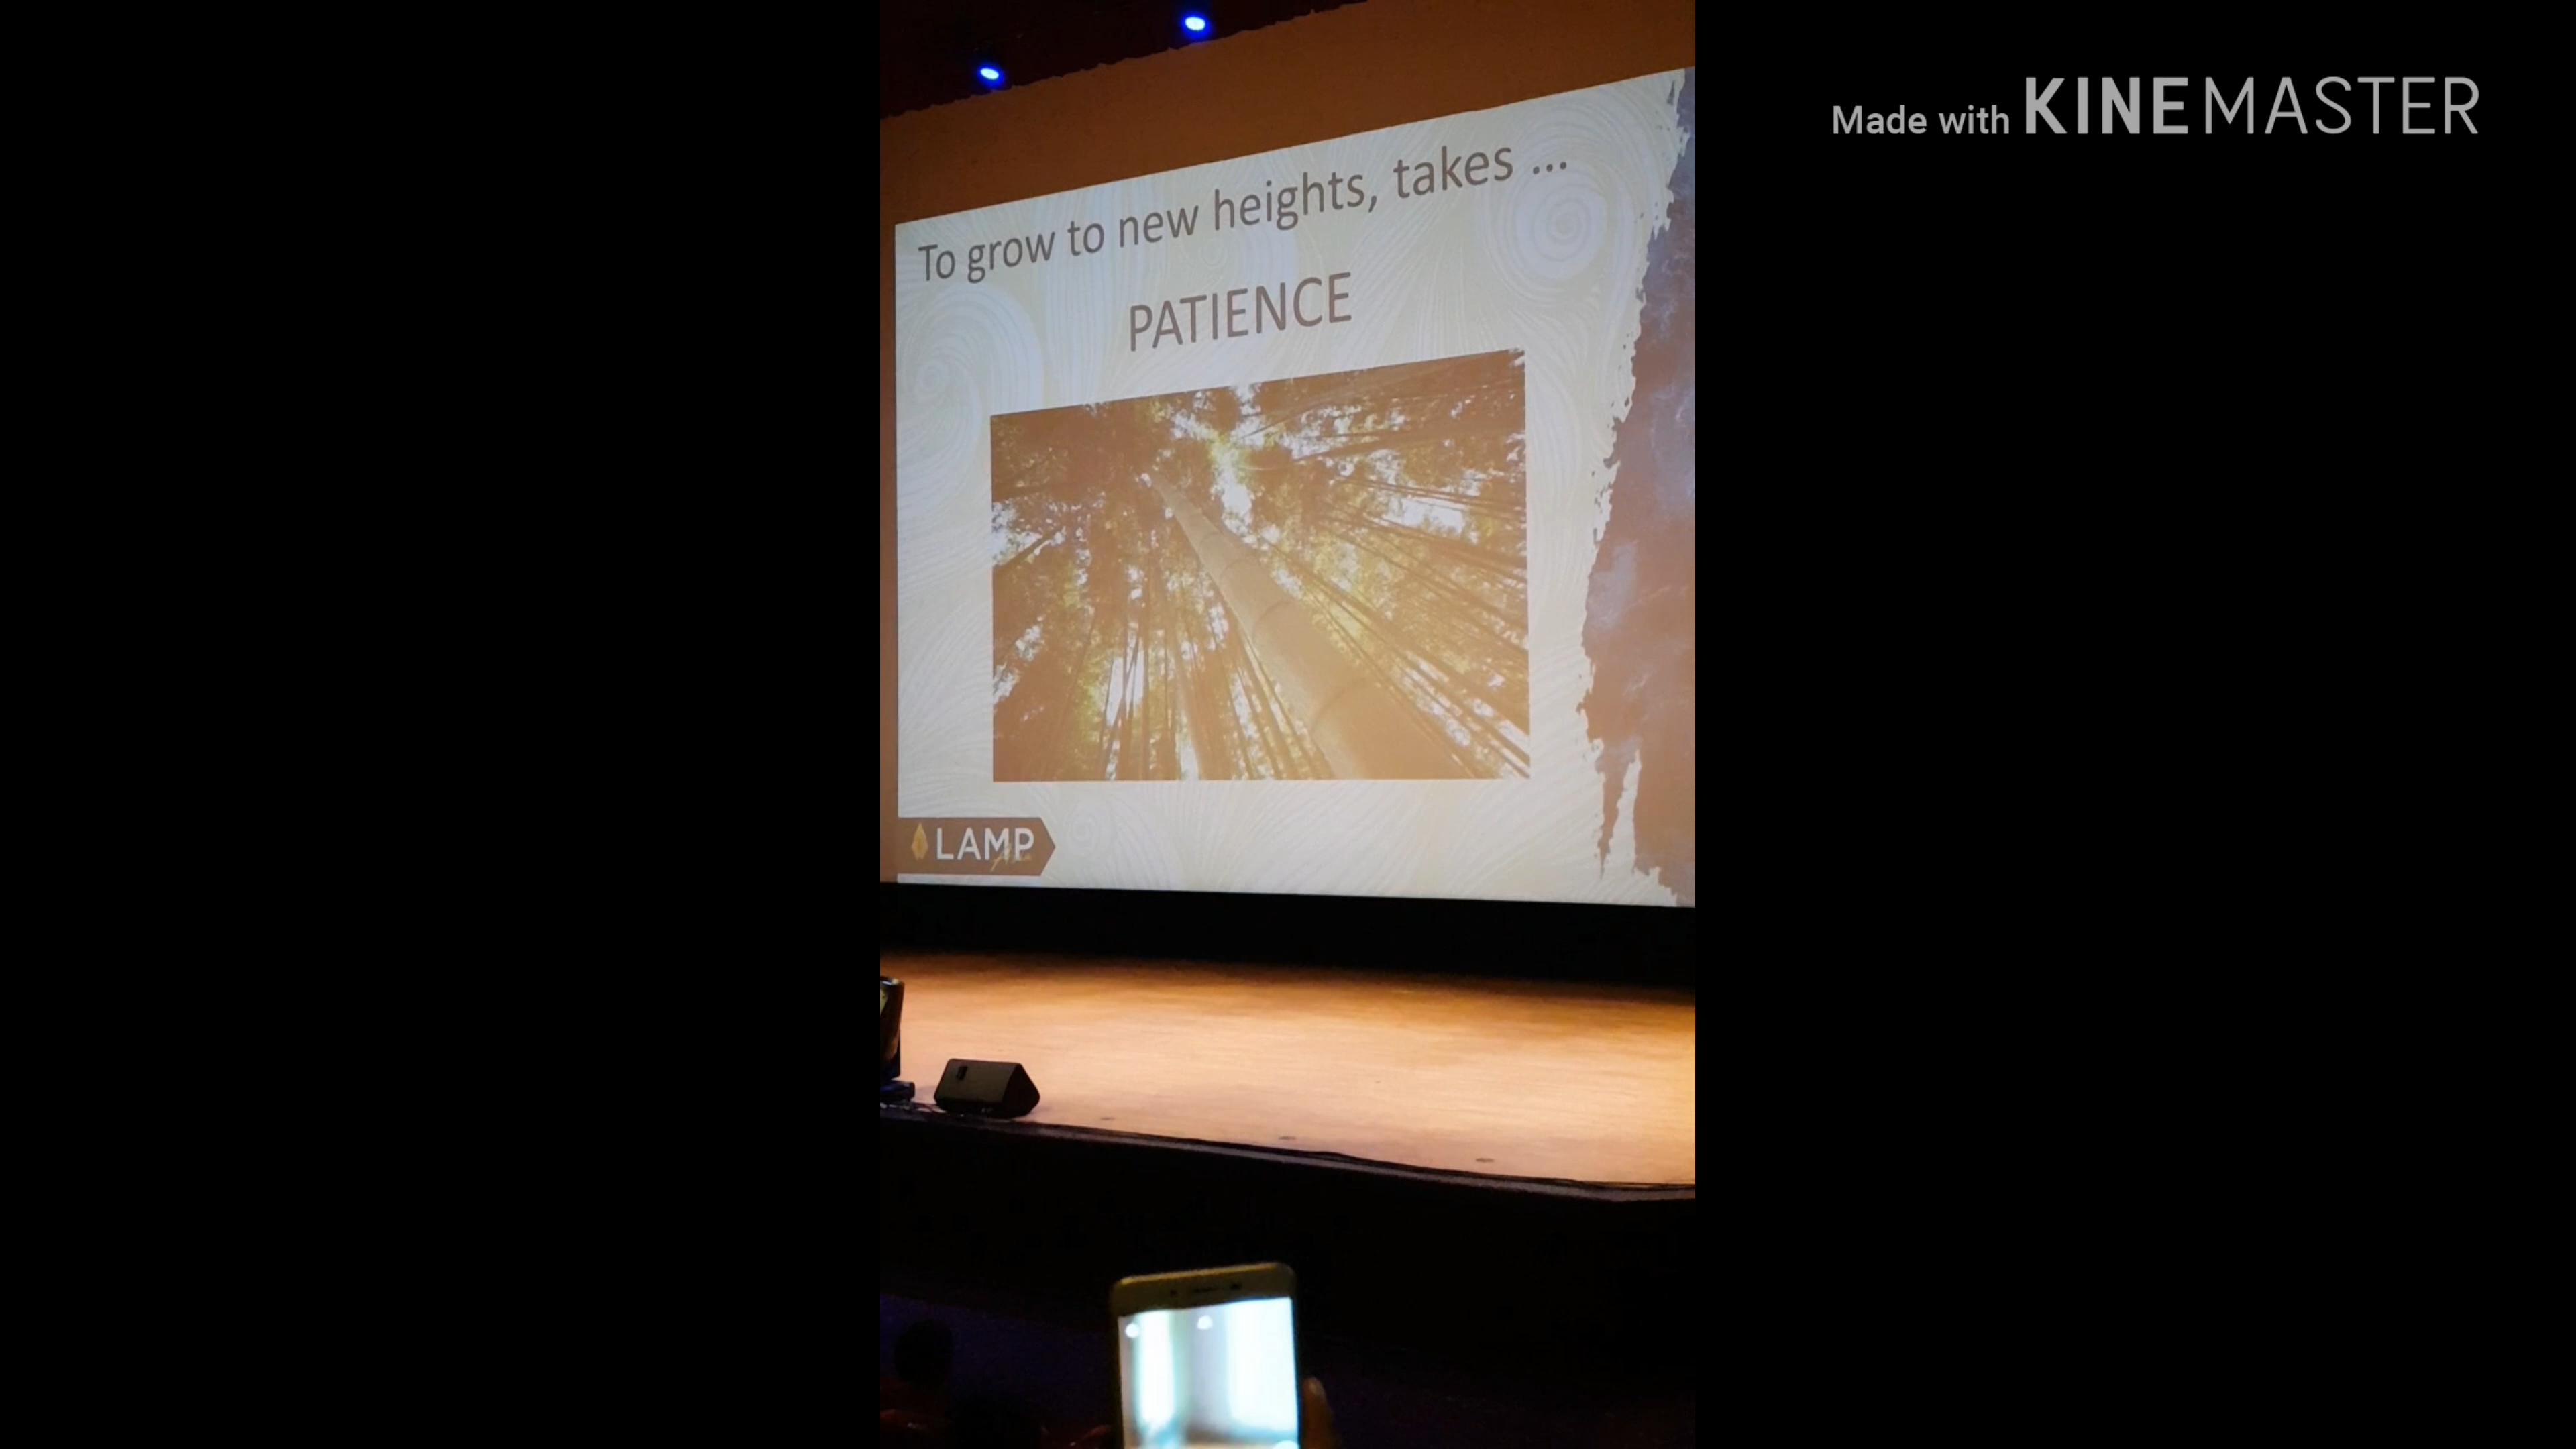 Made with KINEMASTER
To grow to new heights, takes ...
PATIENCE
LAMP